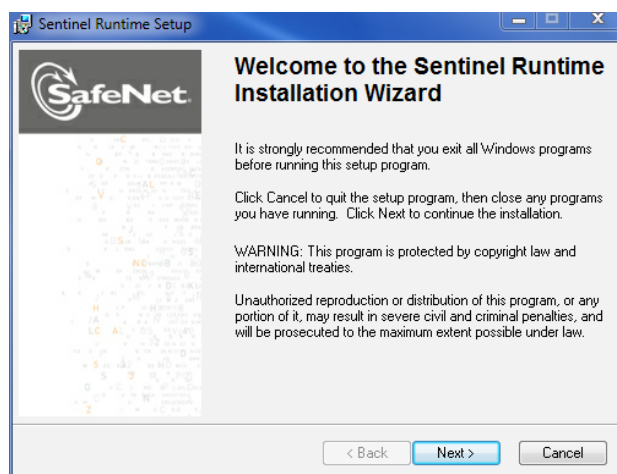 Sentinel Runtime Setup
SafeNet.
Welcome to the Sentinel Runtime
Installation Wizard
It is strongly recommended that you exit all Windows programs
before running this setup program.
Click Cancel to quit the setup program, then close any programs
you have running. Click Next to continue the installation.
WARNING: This program is protected by copyright law and
international treaties.
Unauthorized reproduction or distribution of this program, or any
portion of it, may result in severe civil and criminal penalties, and
will be prosecuted to the maximum extent possible under law.
< Back
Next >
Cancel